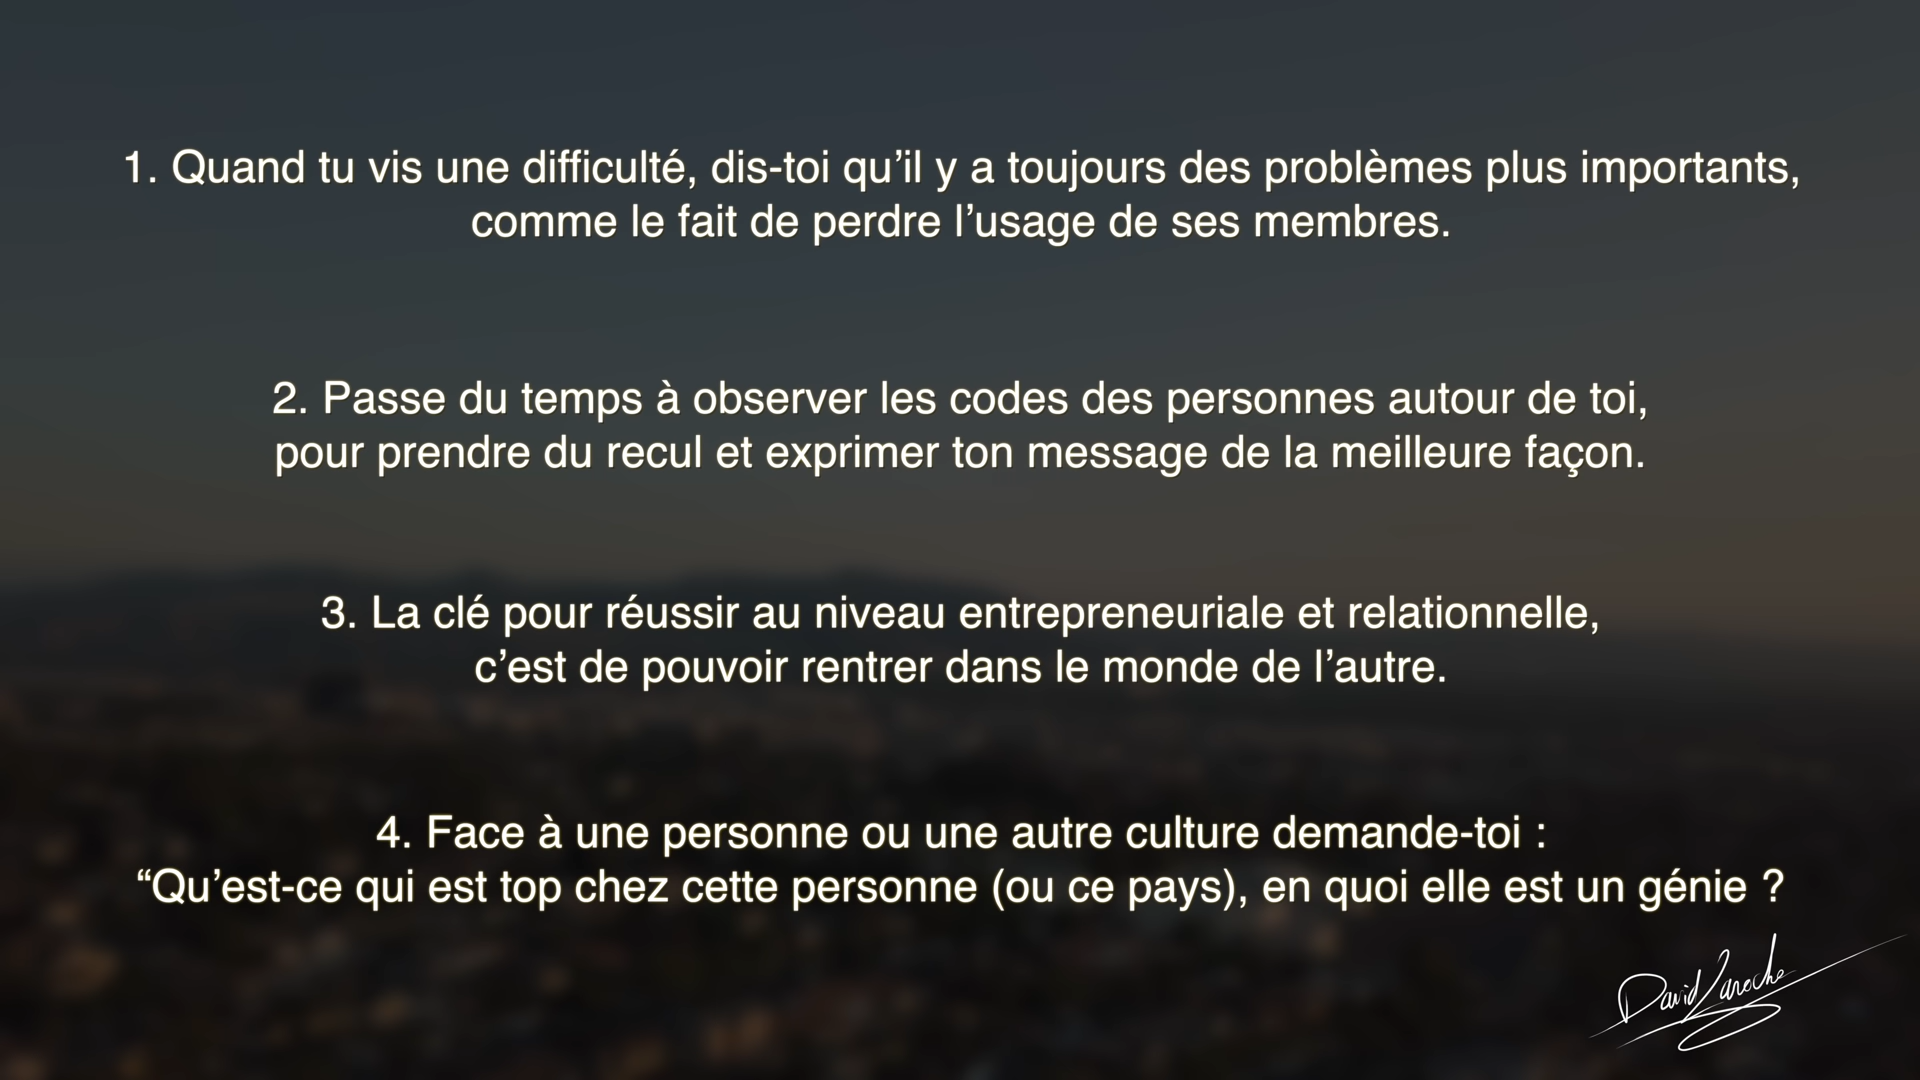 1. Quand tu vis une difficulté, dis-toi qu’il y a toujours des problèmes plus importants,
comme le fait de perdre l’usage de ses membres.
2. Passe du temps à observer les codes des personnes autour de toi,
pour prendre du recul et exprimer ton message de la meilleure façon.
3. La clé pour réussir au niveau entrepreneuriale et relationnelle,
c’est de pouvoir rentrer dans le monde de l’autre.
4. Face à une personne ou une autre culture demande-toi :
“Qu’est-ce qui est top chez cette personne (ou ce pays), en quoi elle est un génie ?
David Laroche